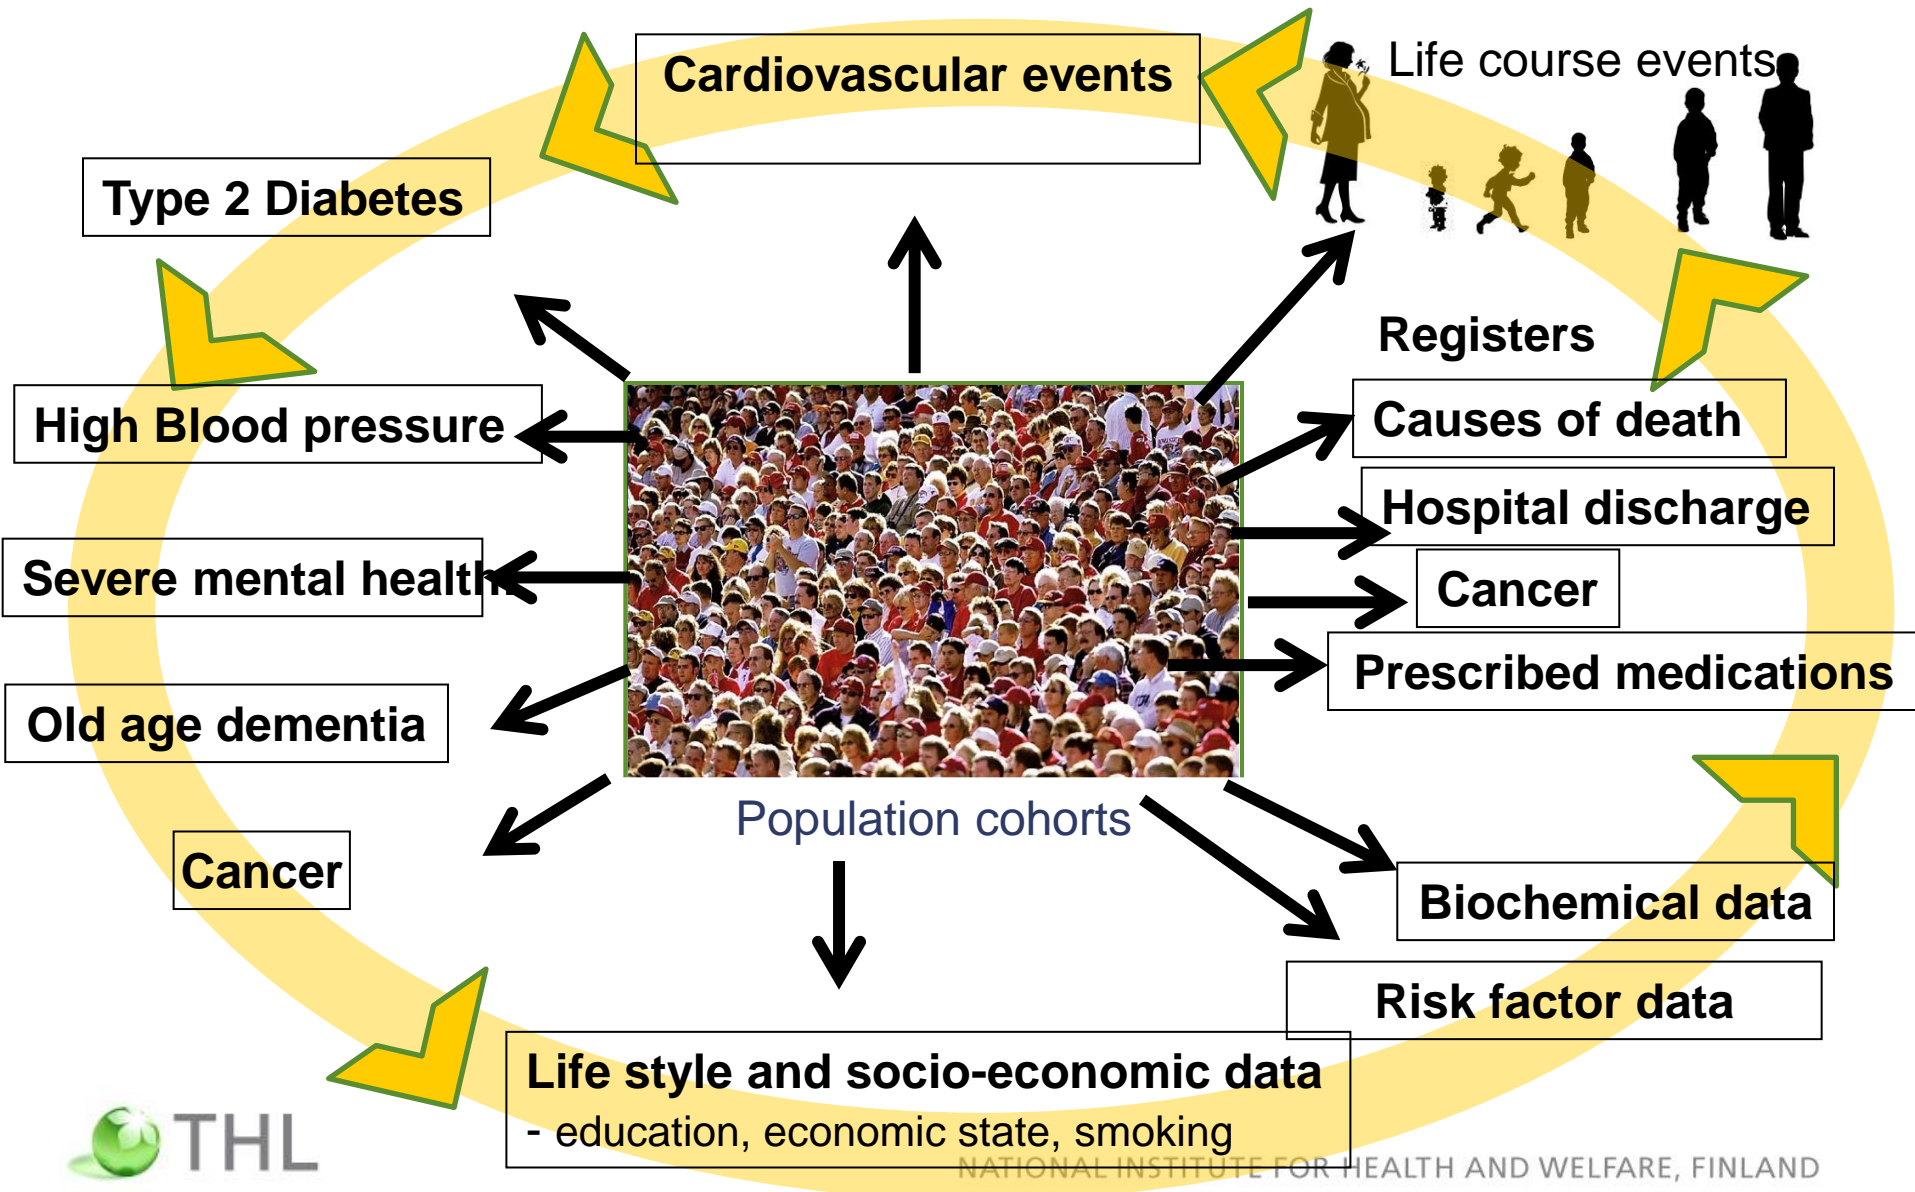 Cardiovascular events
Life course events
Type 2 Diabetes
Registers
High Blood pressure
Causes of death
Hospital discharge
Severe mental health
Cancer
Prescribed medications
Old age dementia
Population cohorts
Cancer
Biochemical data
Risk factor data
Life style and socio-economic data
- education, economic state, smoking
THL
NATIONAL INSTITUTE FOR HEALTH AND WELFARE, FINLAND